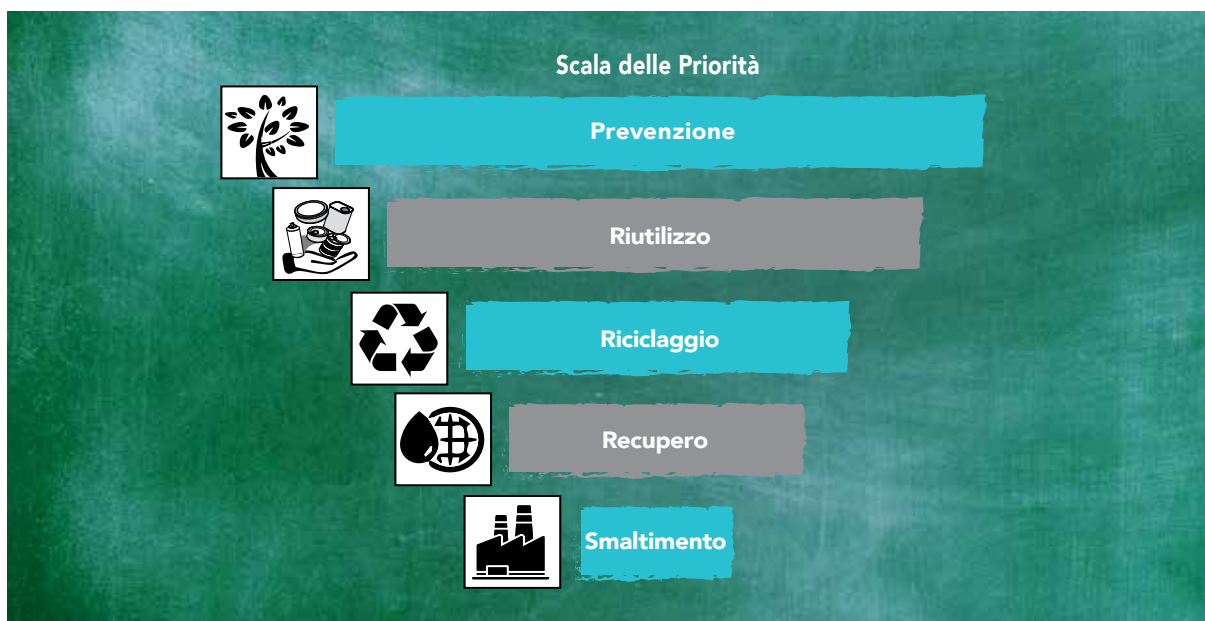 Scala delle Priorità
Prevenzione
Riutilizzo
Riciclaggio
Recupero
Smaltimento